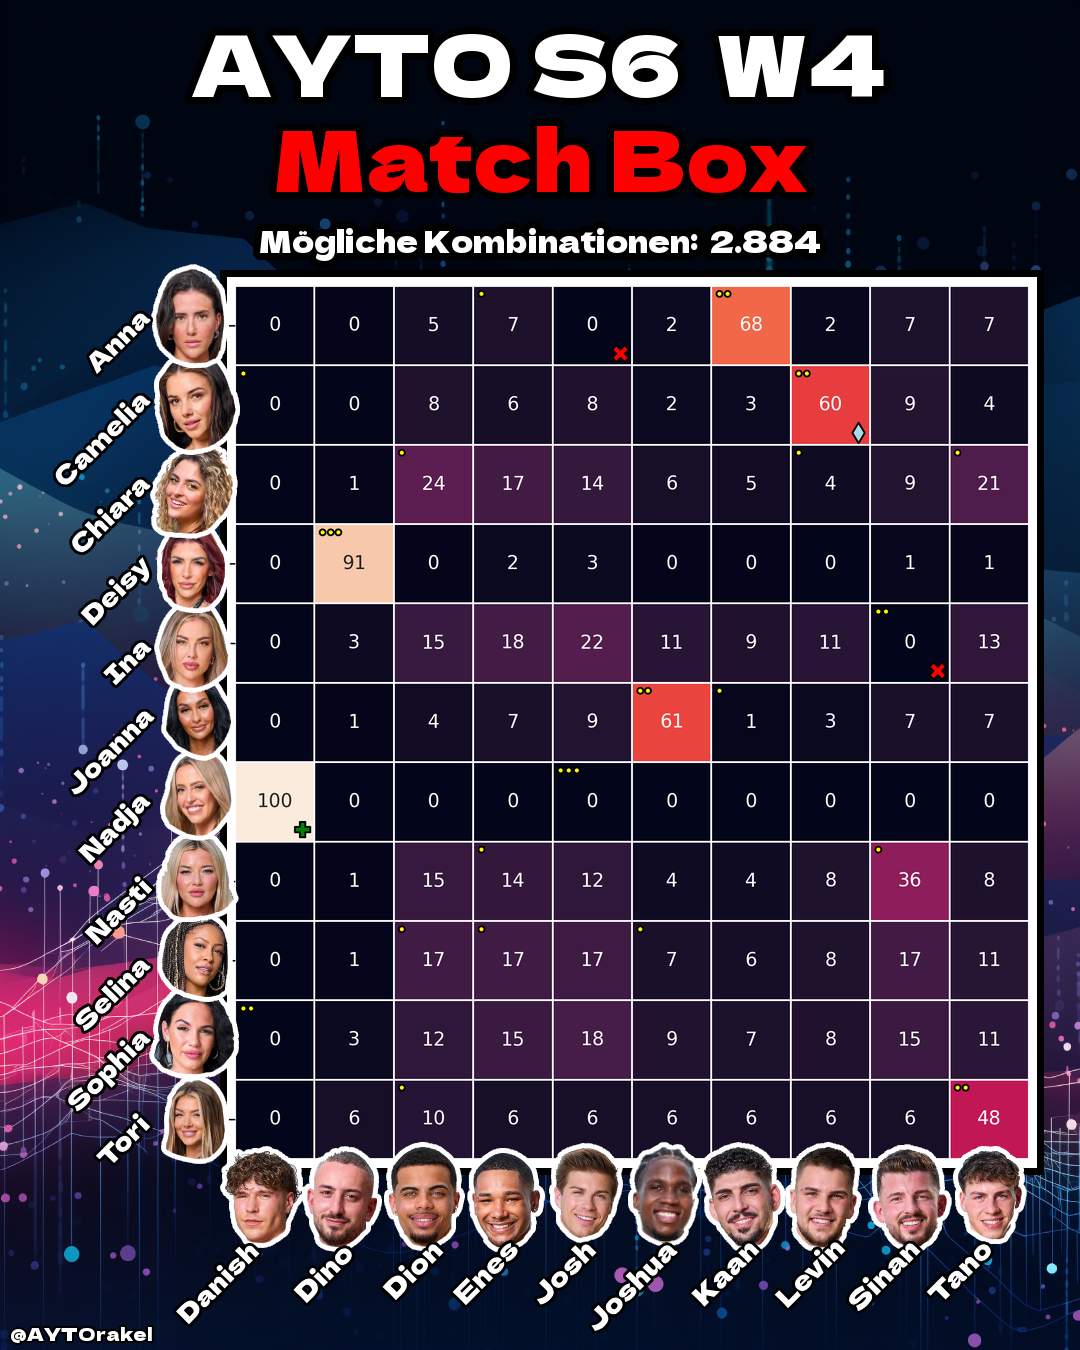 AYTO S6 W4
Match Box
Mögliche Kombinationen: 2.884
Anna 0 0 5 7 0 2 68 2 7 7
Camelia 0 0 8 6 8 2 3 60 9 4
Chiara 0 1 24 17 14 6 5 4 9 21
Deisy 0 91 0 2 3 0 0 0 1 1
Ina 0 3 15 18 22 11 9 11 0 13
Joanna 0 1 4 7 9 61 1 3 7 7
Nadja 100 0 0 0 0 0 0 0 0 0
Nasti 0 1 15 14 12 4 4 8 36 8
Selina 0 1 17 17 17 7 6 8 17 11
Sophia 0 3 12 15 18 9 7 8 15 11
Tori 0 6 10 6 6 6 6 6 6 48
Danish Dino Dion Enes Josh Joshua Kaan Levin Sinan Tano
@AYTOrakel